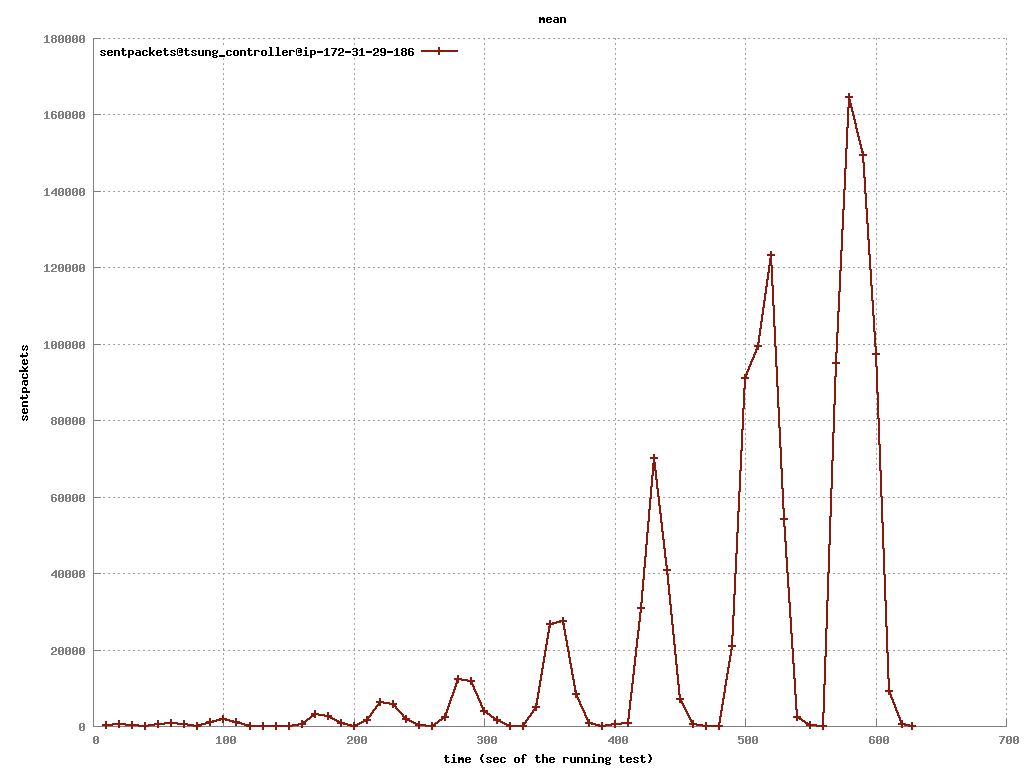 mean
180000
sentpackets@tsung_controller@ip-172-31-29-186
160000
140000
120000
100000
80000
60000
40000
20000
0
sentpackets
0 100 200 300 400 500 600 700
time (sec of the running test)